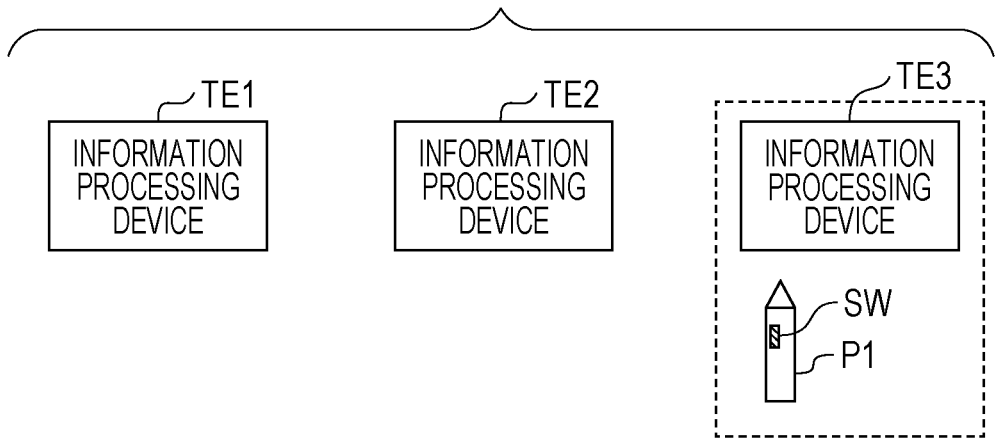 TE1
INFORMATION
PROCESSING
DEVICE
TE2
INFORMATION
PROCESSING
DEVICE
TE3
INFORMATION
PROCESSING
DEVICE
SW
P1